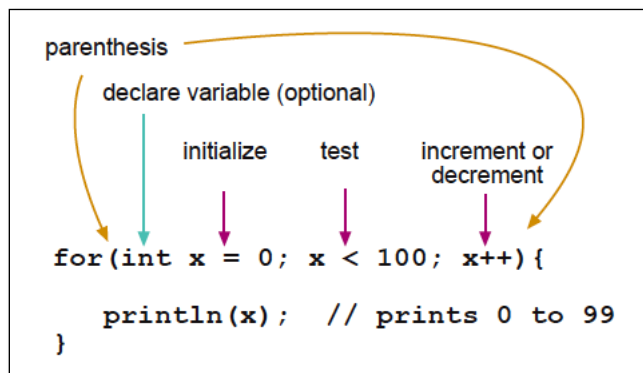 parenthesis
declare variable (optional)
initialize test increment or
decrement
for(int x = 0; x < 100; x++){
println(x); // prints 0 to 99
}